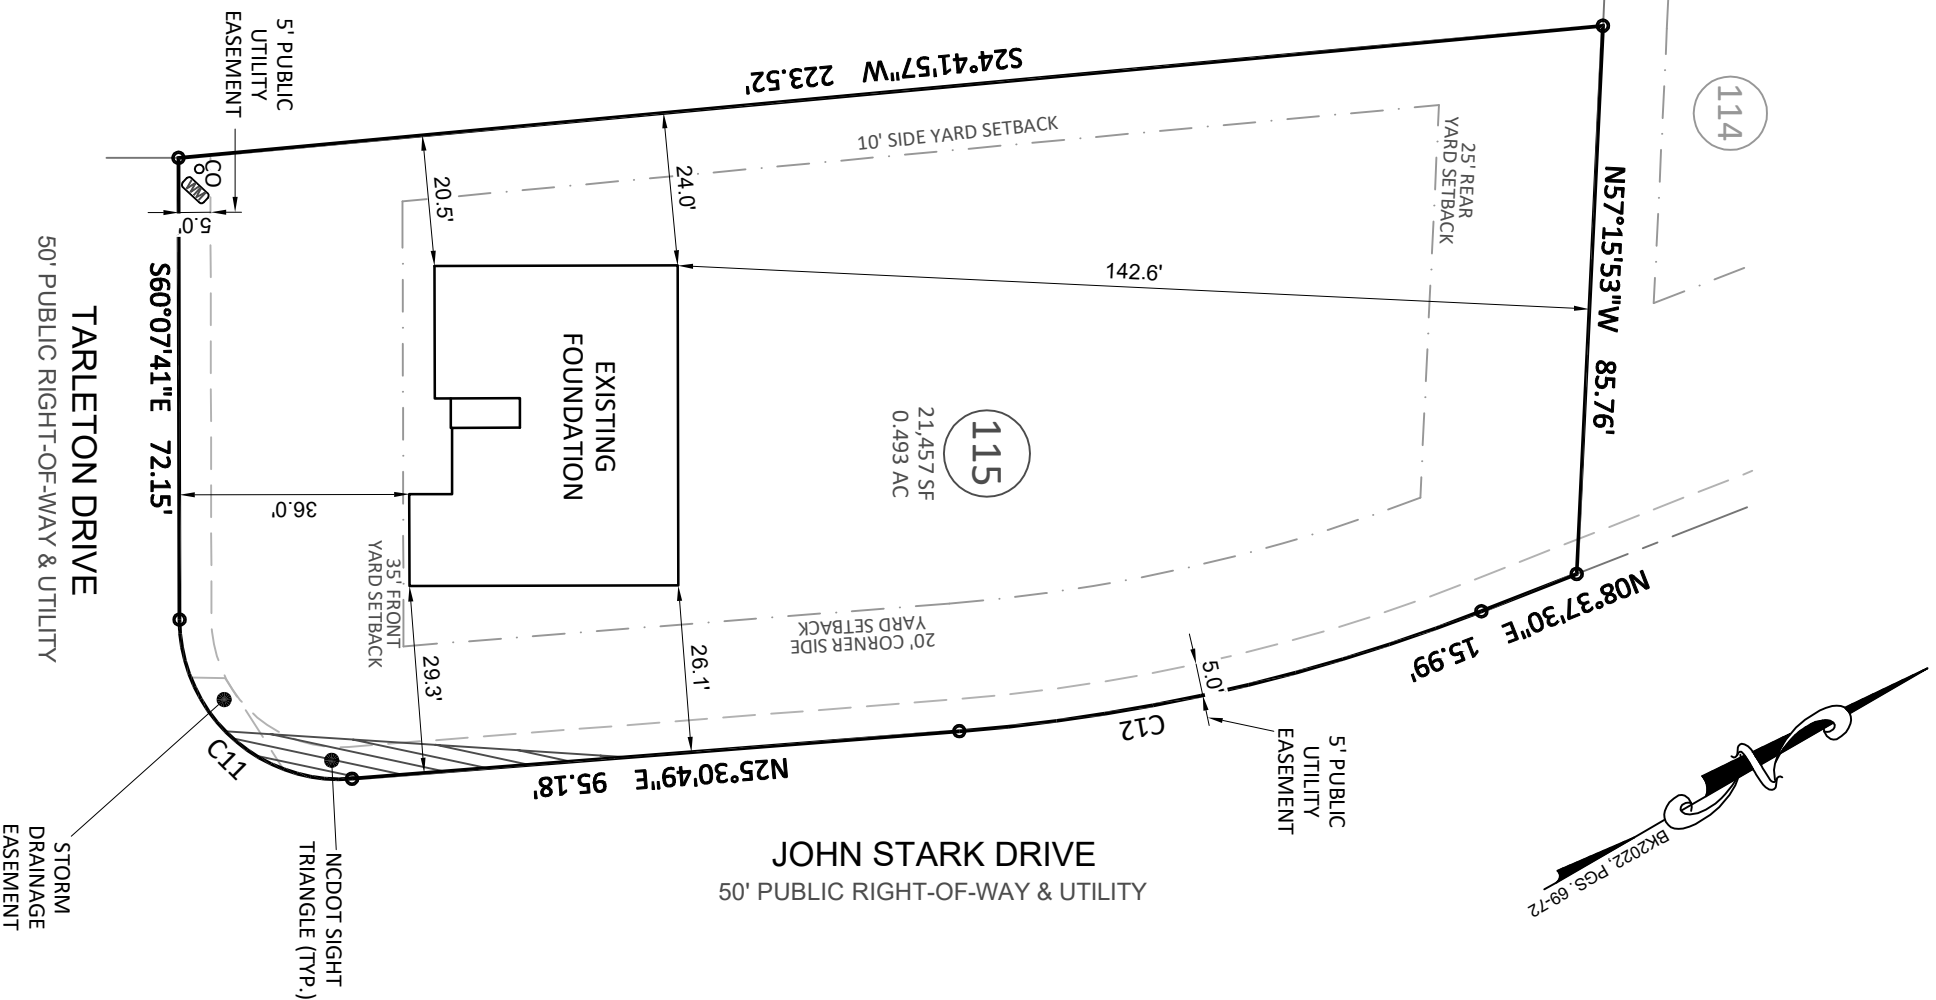 5' PUBLIC
UTILITY
EASEMENT
S24°41'57"W 223.52'
114
N57°15'53"W 85.76'
10' SIDE YARD SETBACK
25' REAR
YARD SETBACK
CO
WM
5.0'
20.5'
24.0'
142.6'
S60°07'41"E 72.15'
TARLETON DRIVE
50' PUBLIC RIGHT-OF-WAY & UTILITY
EXISTING
FOUNDATION
115
21,457 SF
0.493 AC
36.0'
35' FRONT
YARD SETBACK
20' CORNER SIDE
YARD SETBACK
29.3'
26.1'
5.0'
N08°37'30"E 15.99'
C12
5' PUBLIC
UTILITY
EASEMENT
C11
N25°30'49"E 95.18'
JOHN STARK DRIVE
50' PUBLIC RIGHT-OF-WAY & UTILITY
STORM
DRAINAGE
EASEMENT
NCDOT SIGHT
TRIANGLE (TYP.)
BK2022, PGS. 69-72